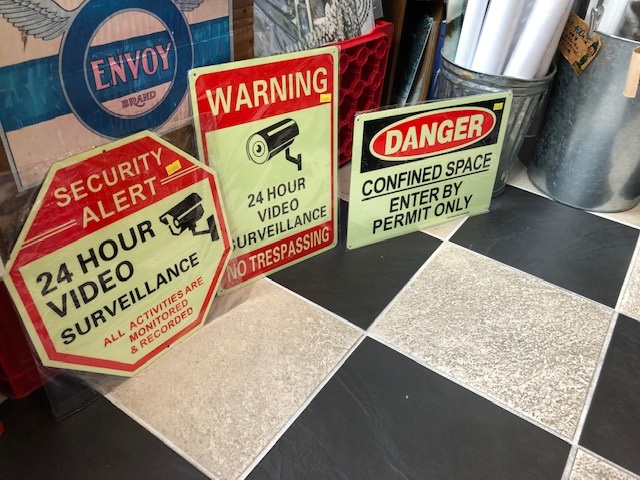 ENVOY
BRAND
SECURITY
ALERT
24 HOUR
VIDEO
SURVEILLANCE
ALL ACTIVITIES ARE
MONITORED
& RECORDED
WARNING
24 HOUR
VIDEO
SURVEILLANCE
NO TRESPASSING
DANGER
CONFINED SPACE
ENTER BY
PERMIT ONLY